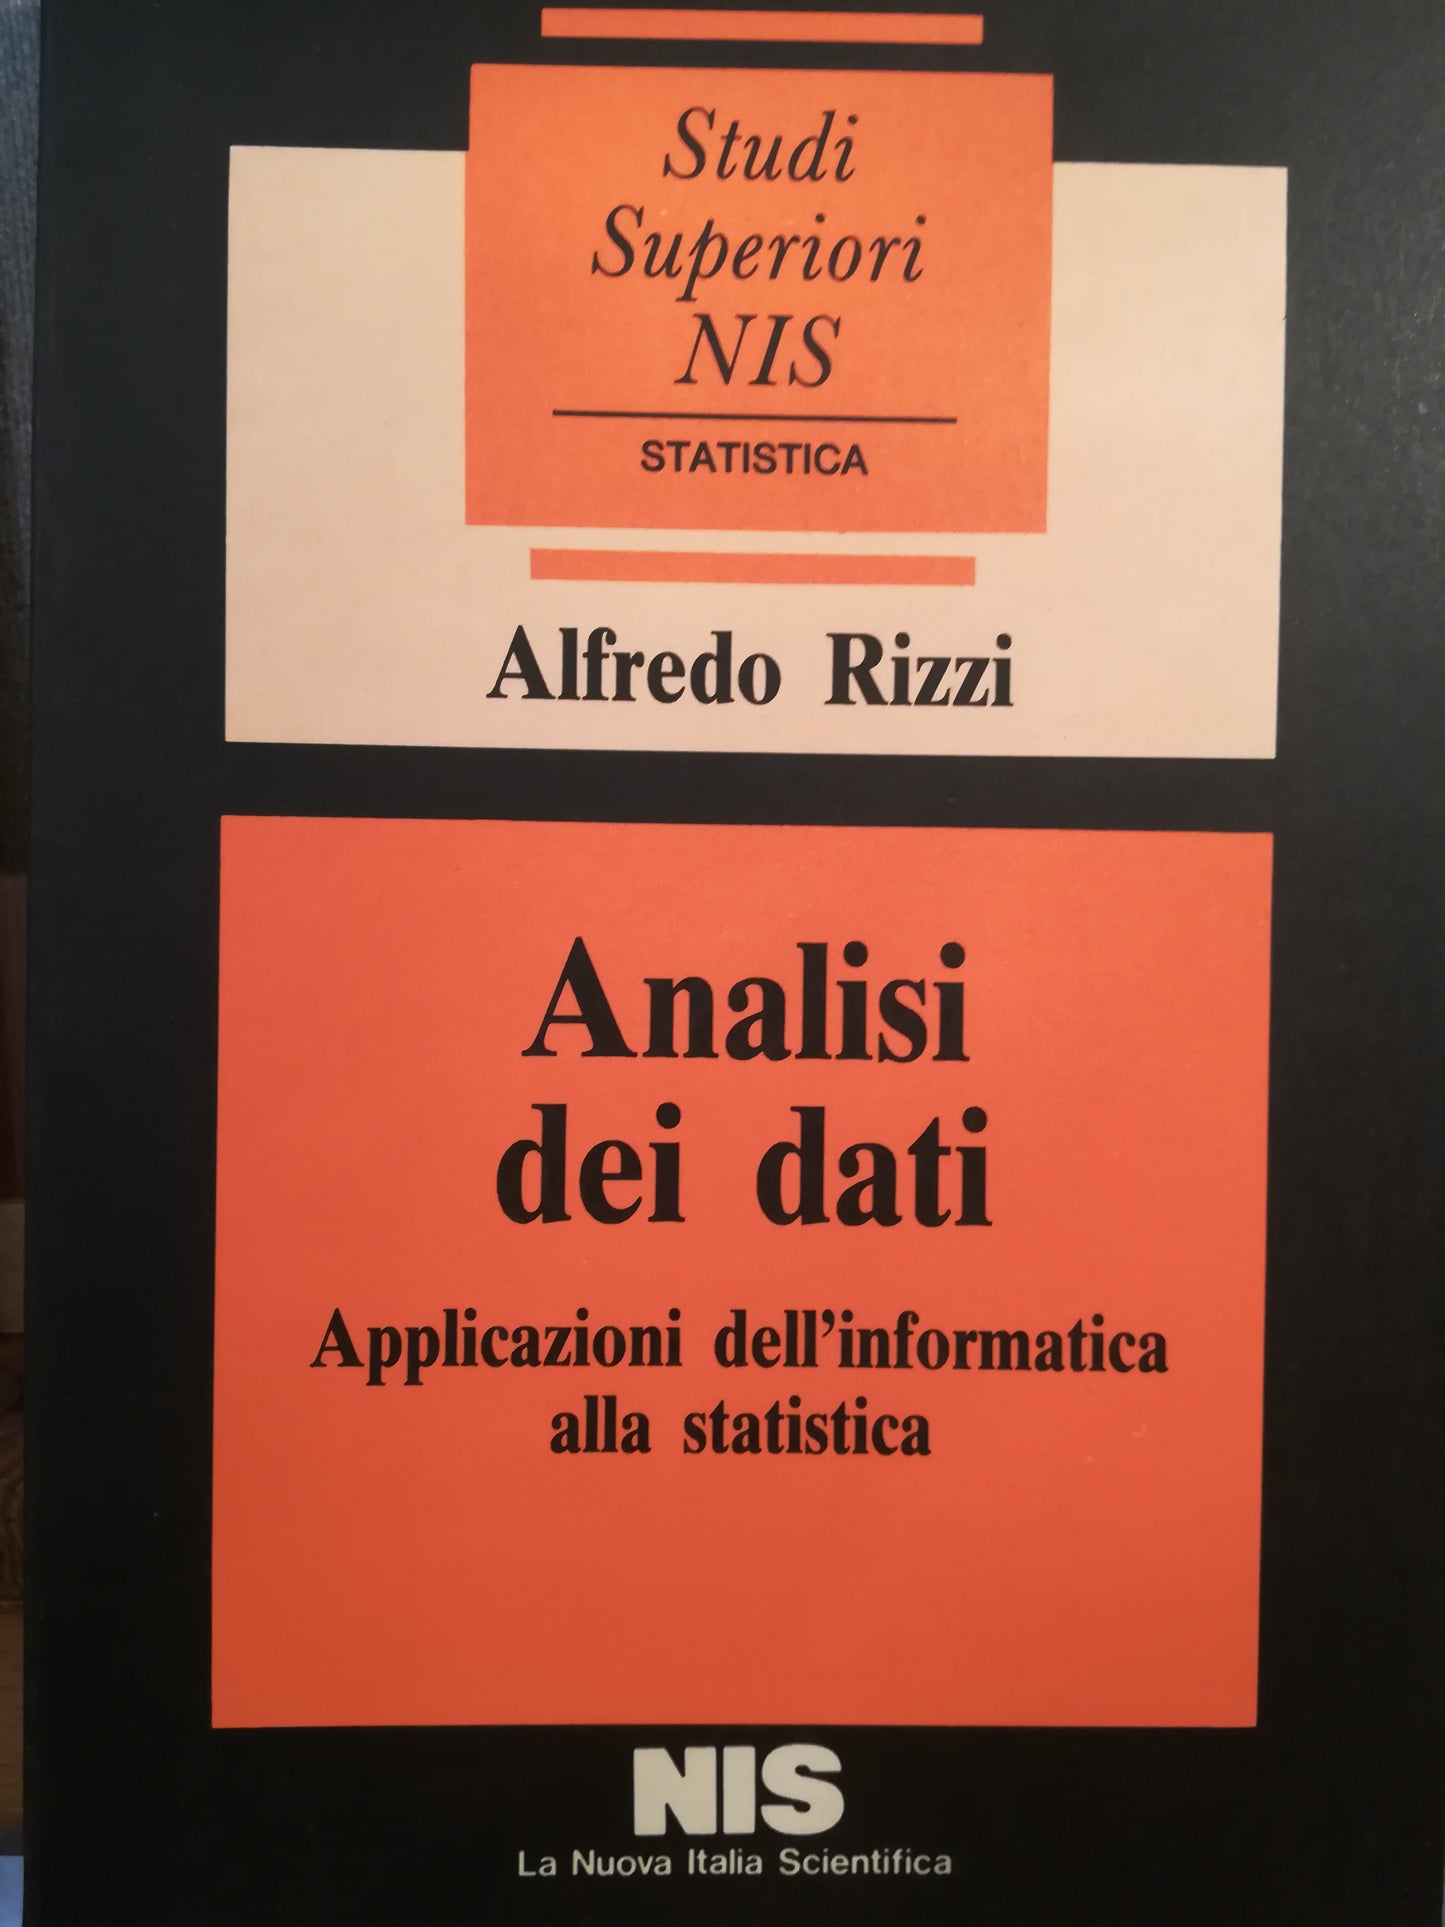 Studi
Superiori
NIS
STATISTICA
Alfredo Rizzi
Analisi
dei dati
Applicazioni dell'informatica
alla statistica
NIS
La Nuova Italia Scientifica